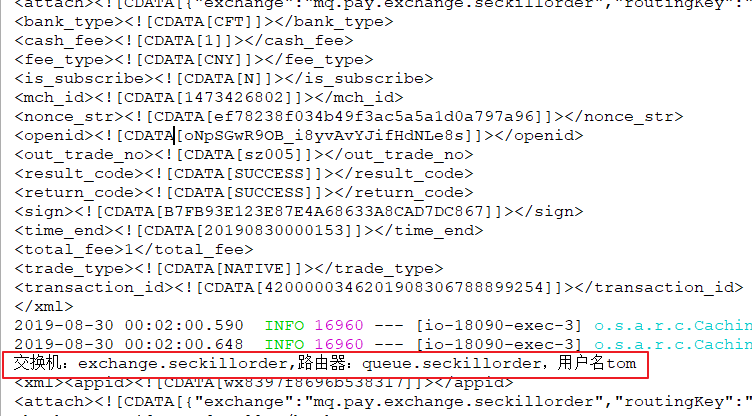 <attach><![CDATA[{"exchange":"mq.pay.exchange.seckillorder","routingKey":"
<bank_type><![CDATA[CFT]]></bank_type>
<cash_fee><![CDATA[1]]></cash_fee>
<fee_type><![CDATA[CNY]]></fee_type>
<is_subscribe><![CDATA[N]]></is_subscribe>
<mch_id><![CDATA[1473426802]]></mch_id>
<nonce_str><![CDATA[ef78238f034b49f3ac5a5a1d0a797a96]]></nonce_str>
<openid><![CDATA[oNpSGwR9OB_i8yvAvYJifHdNLe8s]]></openid>
<out_trade_no><![CDATA[sz005]]></out_trade_no>
<result_code><![CDATA[SUCCESS]]></result_code>
<return_code><![CDATA[SUCCESS]]></return_code>
<sign><![CDATA[B7FB93E123E87E4A68633A8CAD7DC867]]></sign>
<time_end><![CDATA[20190830000153]]></time_end>
<total_fee>1</total_fee>
<trade_type><![CDATA[NATIVE]]></trade_type>
<transaction_id><![CDATA[4200000346201908306788899254]]></transaction_id>
</xml>
2019-08-30 00:02:00.590  INFO 16960 --- [io-18090-exec-3] o.s.a.r.c.Cachin
2019-08-30 00:02:00.648  INFO 16960 --- [io-18090-exec-3] o.s.a.r.c.Cachin
交换机：exchange.seckillorder,路由器：queue.seckillorder，用户名tom
<xml><appid><![CDATA[wx8397f8696b538317]]></appid>
<attach><![CDATA[{"exchange":"mq.pay.exchange.seckillorder","routingKey":"